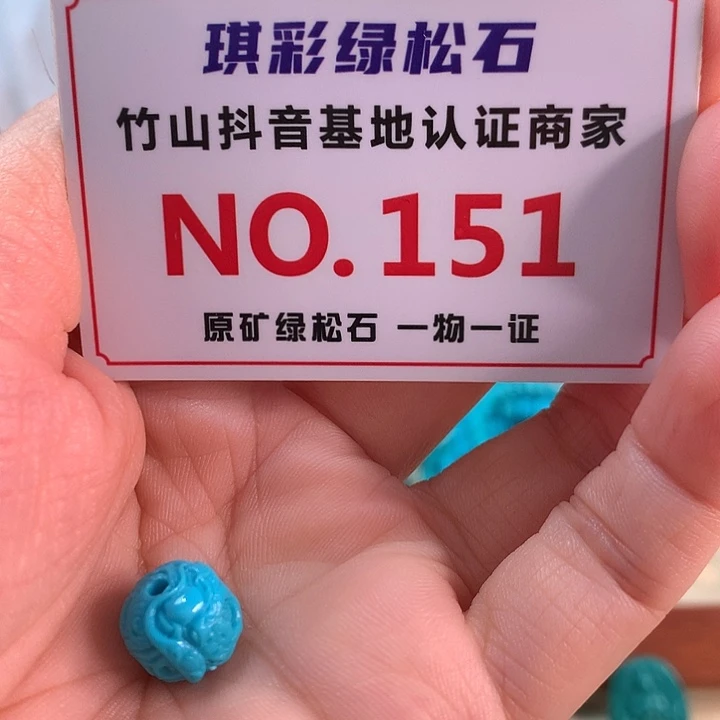 琪彩绿松石
竹山抖音基地认证商家
NO.151
原矿绿松石 一物一证